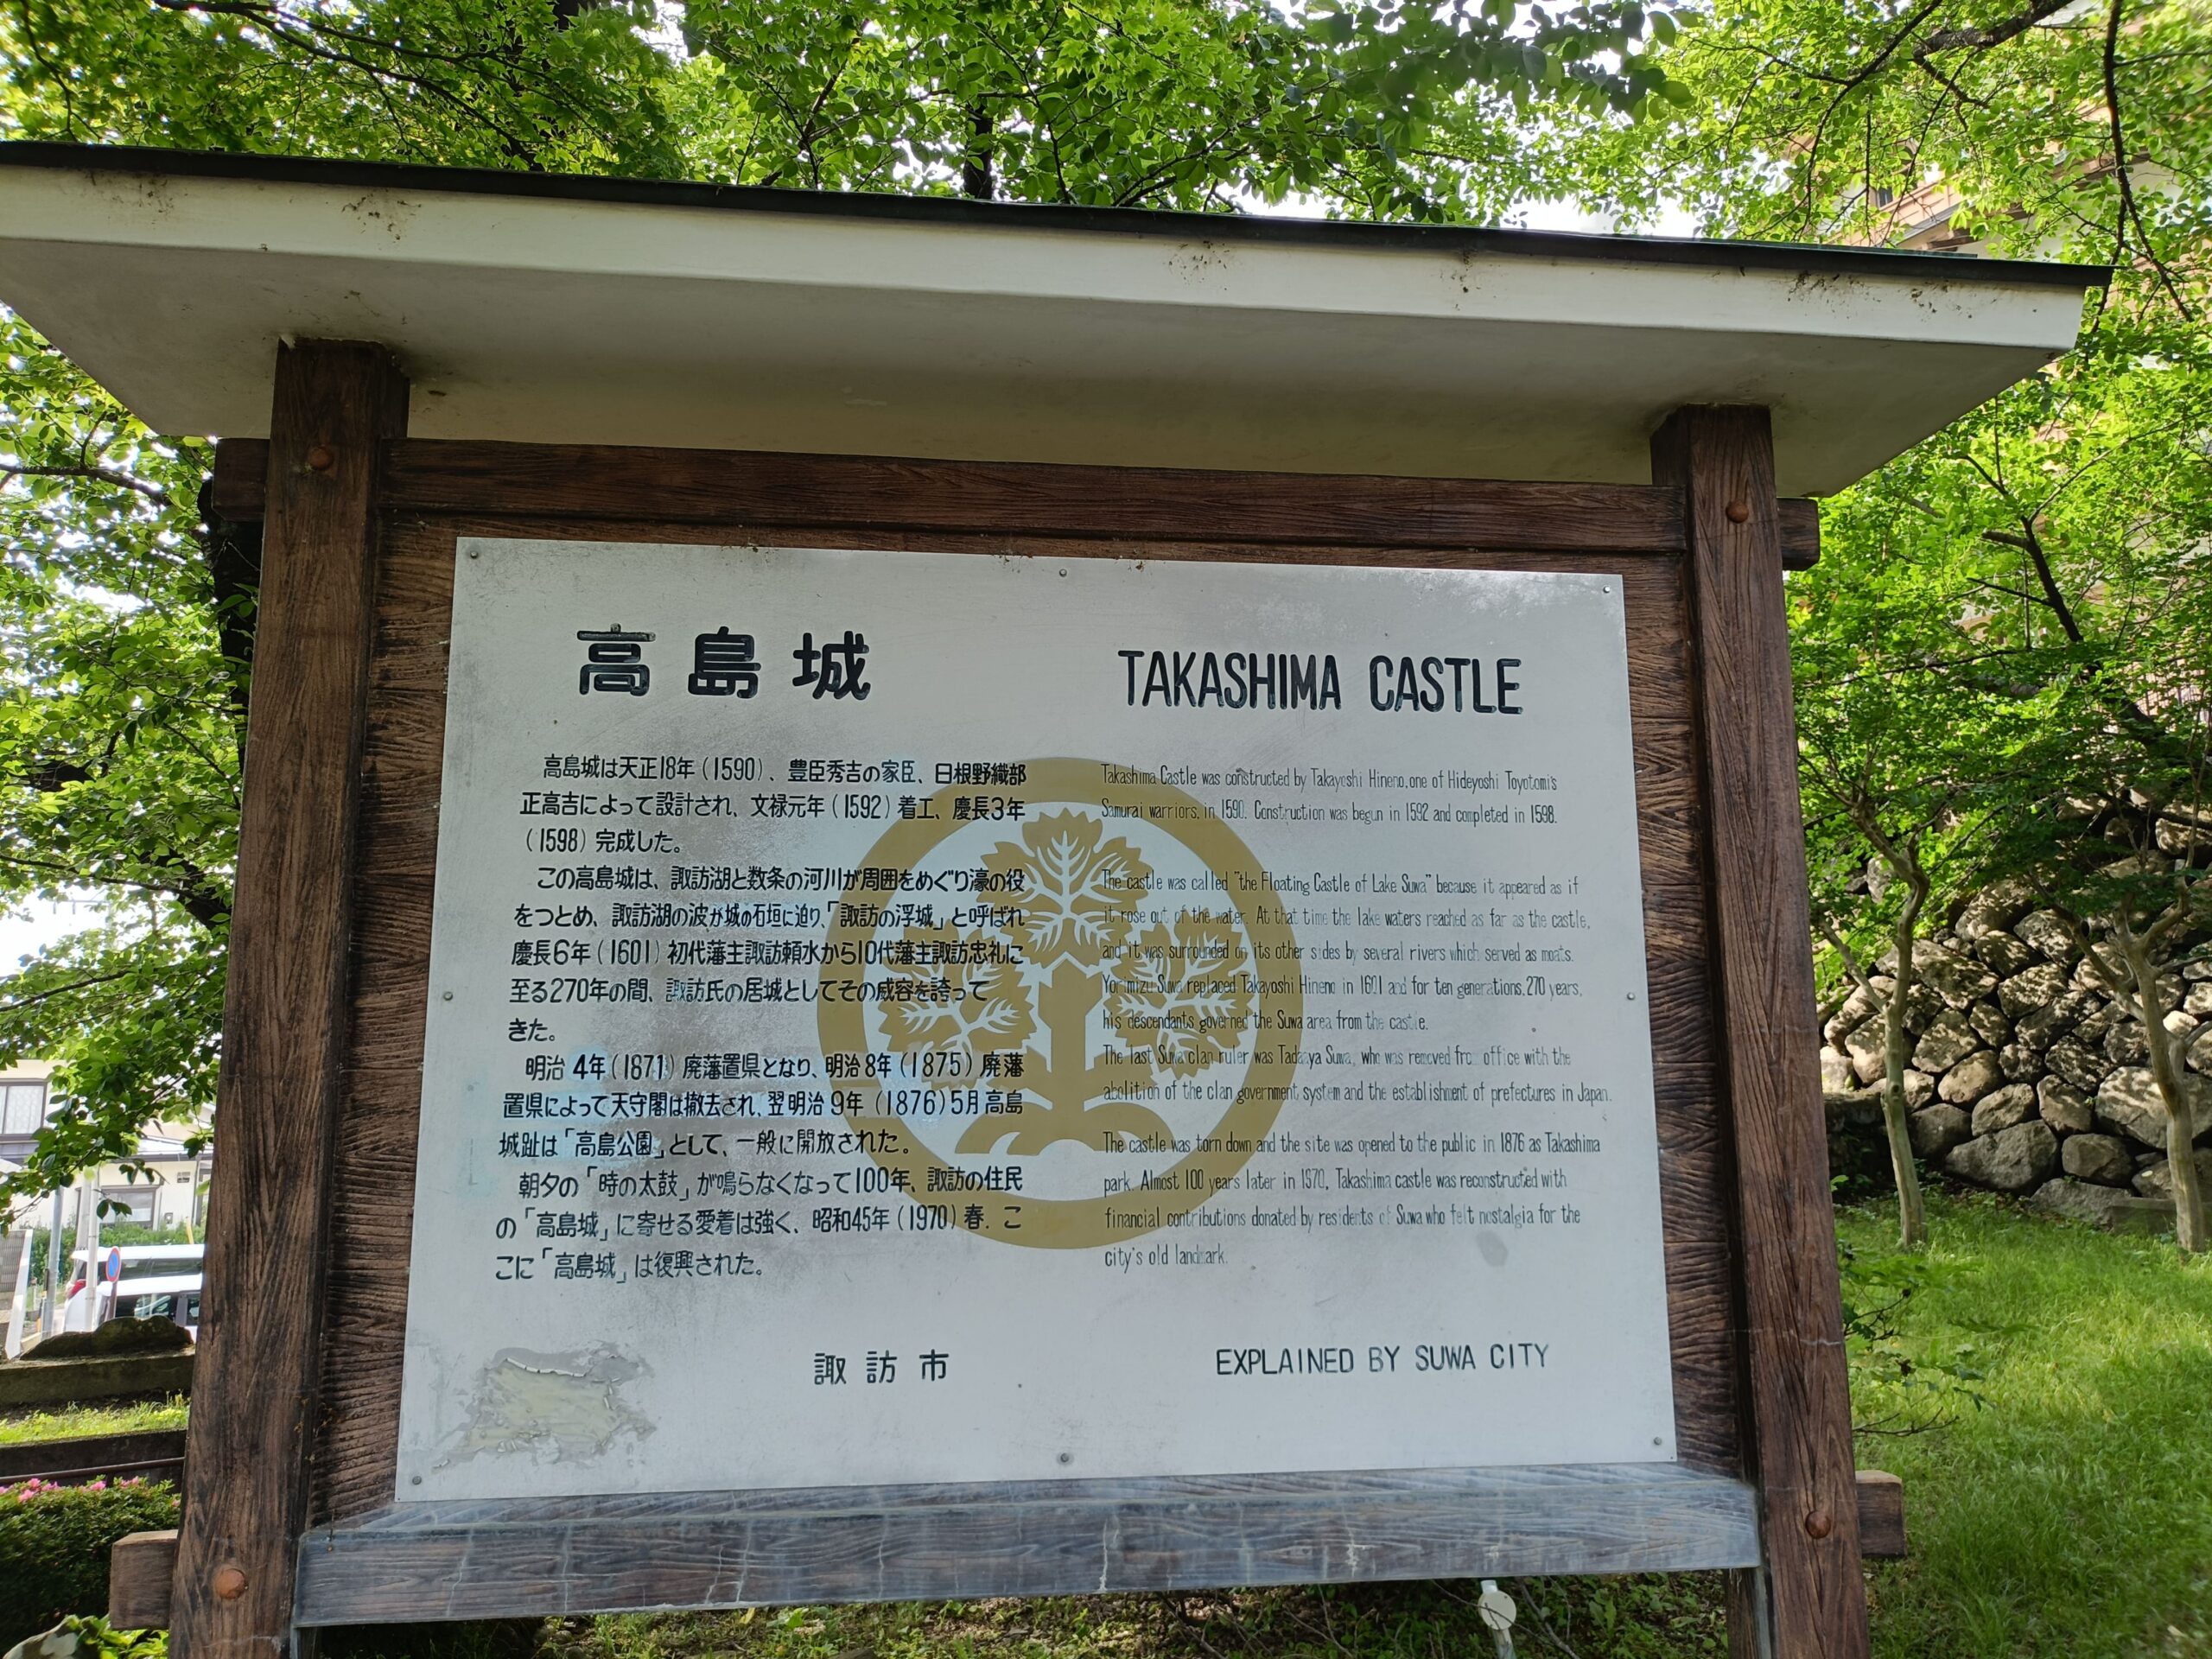 高島城
高島城は天正18年(1590)、豊臣秀吉の家臣、日根野織部
正高吉によって設計され、文禄元年(1592)着工、慶長3年
(1598)完成した。
この高島城は、諏訪湖と数条の河川が周囲をめぐり濠の役
をつとめ、諏訪湖の波が城の石垣に迫り、「諏訪の浮城」と呼ばれ
慶長6年(1601)初代藩主諏訪頼水から10代藩主諏訪忠礼に
至る270年の間、諏訪氏の居城としてその威容を誇って
きた。
明治4年(1871)廃藩置県となり、明治8年(1875)廃藩
置県によって天守閣は撤去され、翌明治9年(1876)5月高島
城趾は「高島公園」として、一般に開放された。
朝夕の「時の太鼓」が鳴らなくなって100年、諏訪の住民
の「高島城」に寄せる愛着は強く、昭和45年(1970)春、こ
こに「高島城」は復興された。
諏訪市
TAKASHIMA CASTLE
Takashima Castle was constructed by Takayoshi Hineno, one of Hideyoshi Toyotomi's
Samurai warriors, in 1590. Construction was begun in 1592 and completed in 1598.
The castle was called "the Floating Castle of Lake Suwa" because it appeared as if
it rose out of the water. At that time the lake waters reached as far as the castle,
and it was surrounded on its other sides by several rivers which served as moats.
Yorimizu Suwa replaced Takayoshi Hineno in 1601 and for ten generations, 270 years,
his descendants governed the Suwa area from the castle.
The last Suwa clan ruler was Tadaaya Suwa, who was removed from office with the
abolition of the clan government system and the establishment of prefectures in Japan.
The castle was torn down and the site was opened to the public in 1876 as Takashima
park. Almost 100 years later in 1970, Takashima castle was reconstructed with
financial contributions donated by residents of Suwa who felt nostalgia for the
city's old landmark.
EXPLAINED BY SUWA CITY